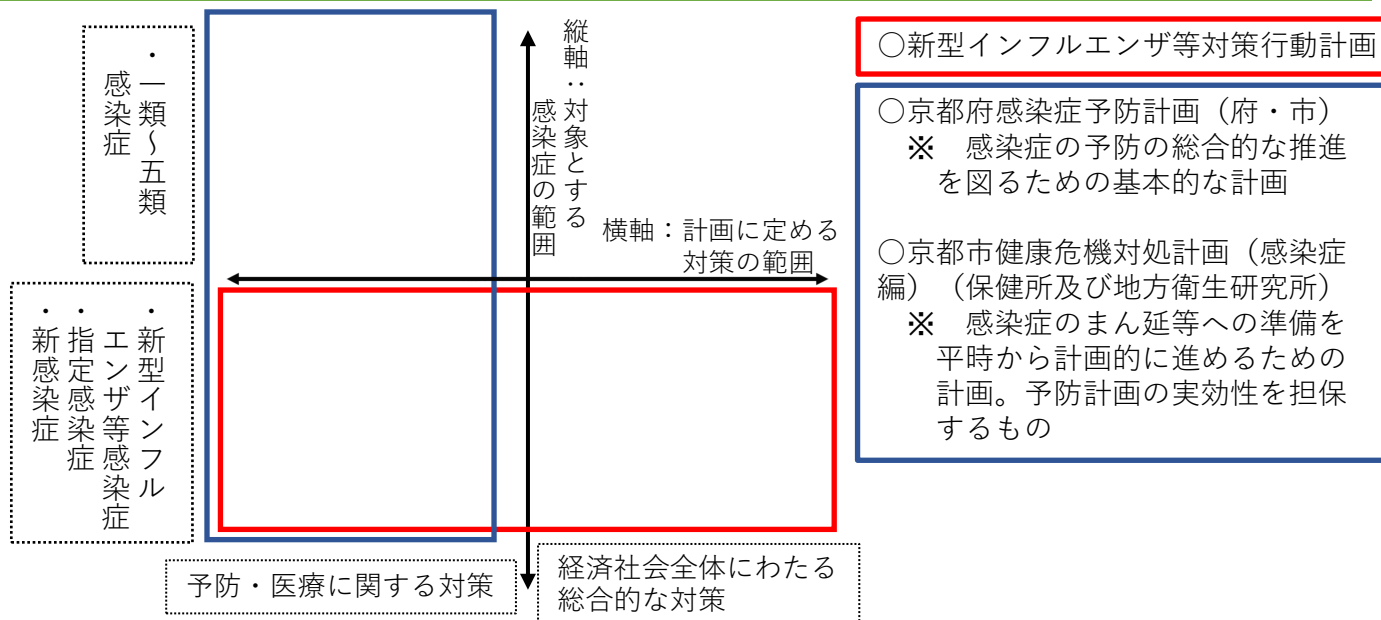 ・一類～五類
感染症
縦軸：対象とする
感染症の範囲
横軸：計画に定める
対策の範囲
・新型インフル
エンザ等感染症
・指定感染症
・新感染症
予防・医療に関する対策
経済社会全体にわたる
総合的な対策
○新型インフルエンザ等対策行動計画
○京都府感染症予防計画（府・市）
※　感染症の予防の総合的な推進
を図るための基本的な計画
○京都市健康危機対処計画（感染症
編）（保健所及び地方衛生研究所）
※　感染症のまん延等への準備を
平時から計画的に進めるための
計画。予防計画の実効性を担保
するもの